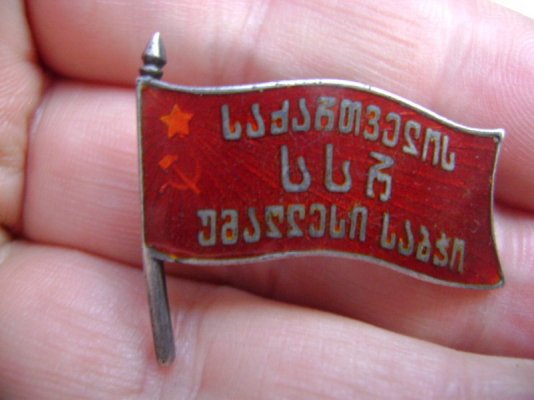 საქართველოს
სსრ
უმაღლესი საბჭო